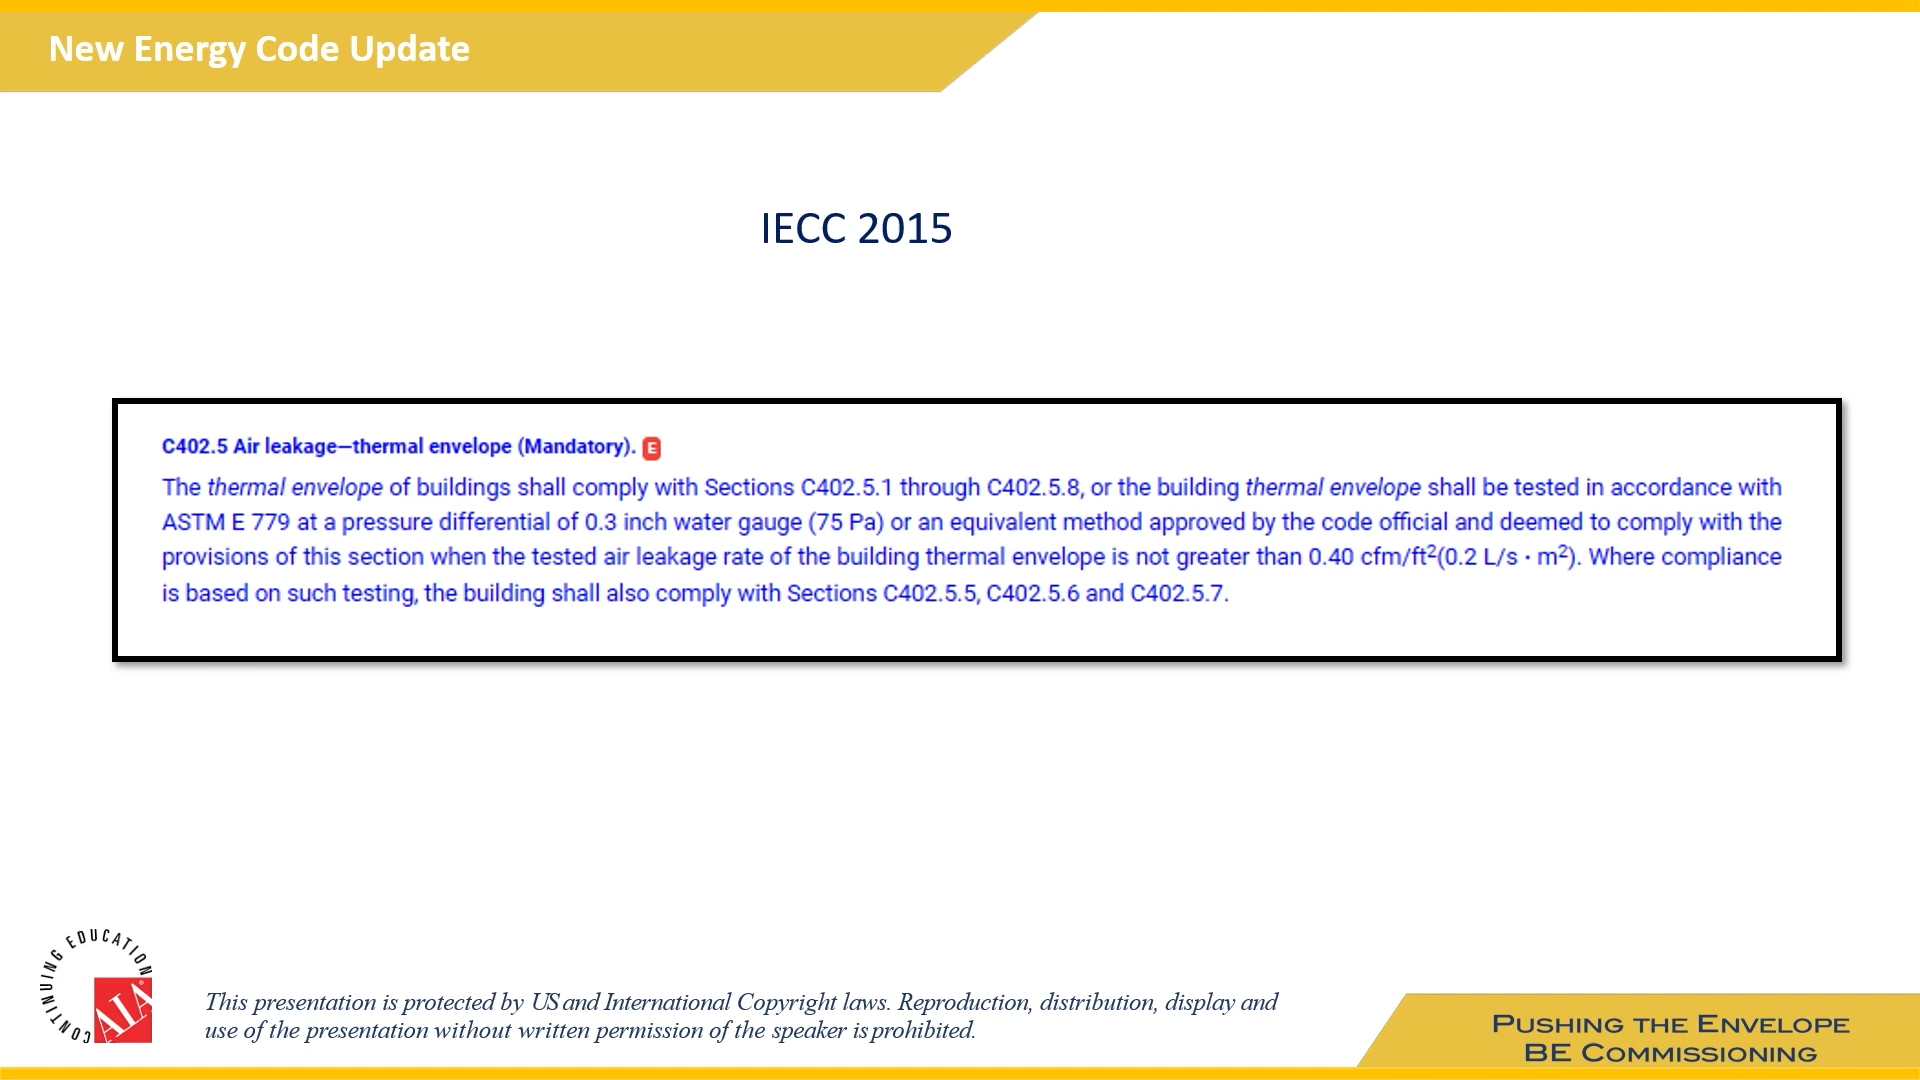 New Energy Code Update
IECC 2015
C402.5 Air leakage—thermal envelope (Mandatory). E
The thermal envelope of buildings shall comply with Sections C402.5.1 through C402.5.8, or the building thermal envelope shall be tested in accordance with
ASTM E 779 at a pressure differential of 0.3 inch water gauge (75 Pa) or an equivalent method approved by the code official and deemed to comply with the
provisions of this section when the tested air leakage rate of the building thermal envelope is not greater than 0.40 cfm/ft²(0.2 L/s · m²). Where compliance
is based on such testing, the building shall also comply with Sections C402.5.5, C402.5.6 and C402.5.7.
CONTINUING EDUCATION
AIA
This presentation is protected by US and International Copyright laws. Reproduction, distribution, display and
use of the presentation without written permission of the speaker is prohibited.
PUSHING THE ENVELOPE
BE COMMISSIONING